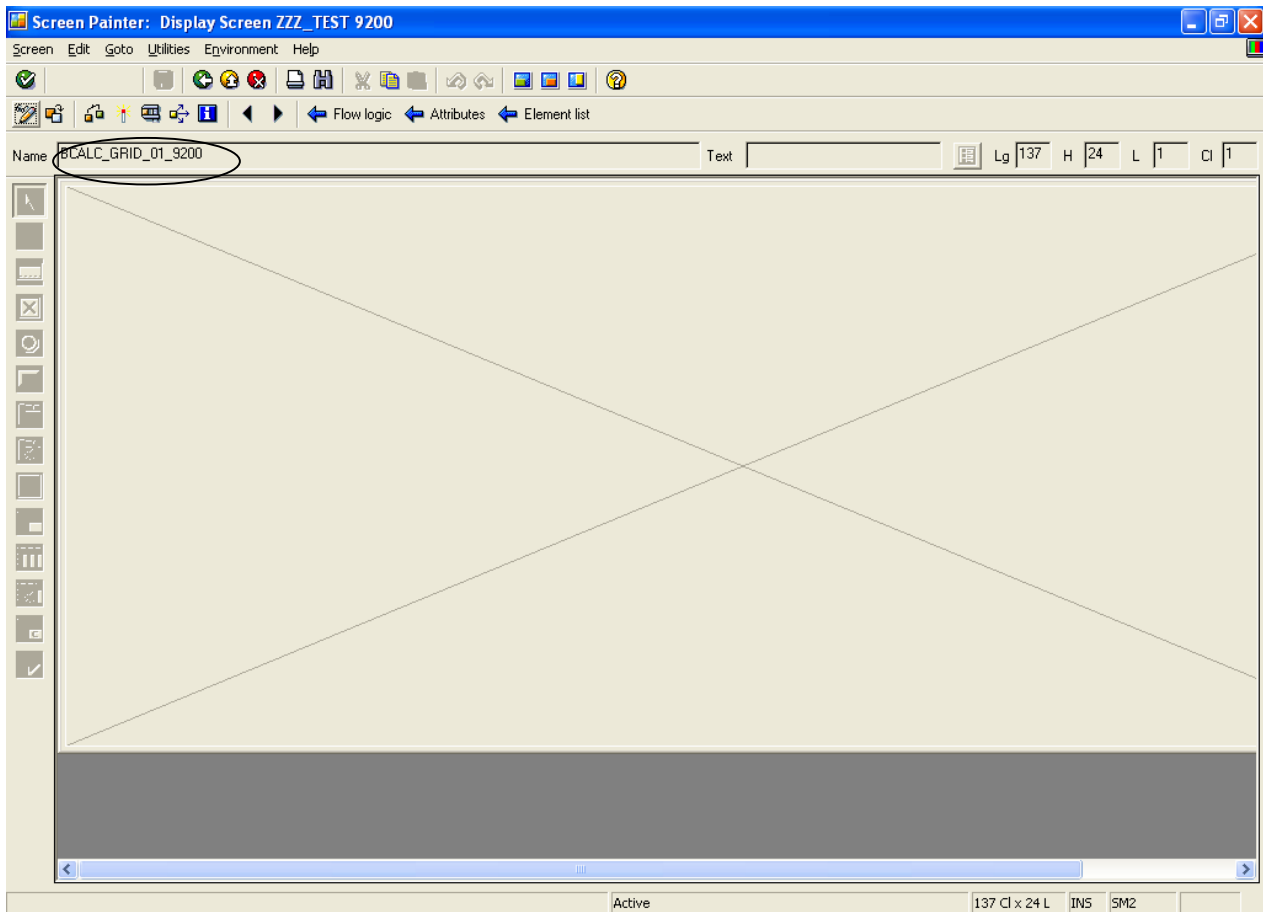 Screen Painter: Display Screen ZZZ_TEST 9200
Screen Edit Goto Utilities Environment Help
Flow logic Attributes Element list
Name BCALC_GRID_01_9200 Text Lg 137 H 24 L 1 Cl 1
Active 137 Cl x 24 L INS SM2